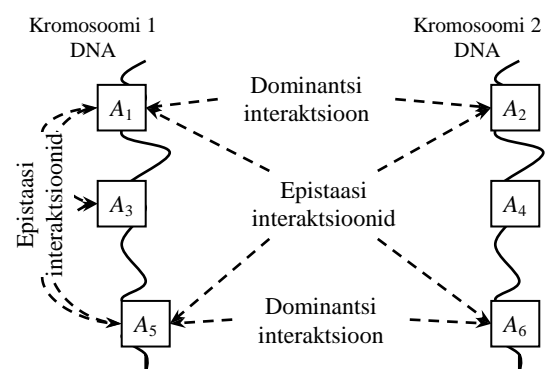 Kromosoomi 1
DNA
Kromosoomi 2
DNA
A1
Dominantsi
interaktsioon
A2
Epistaasi
interaktsioonid
A3
Epistaasi
interaktsioonid
A4
A5
Dominantsi
interaktsioon
A6